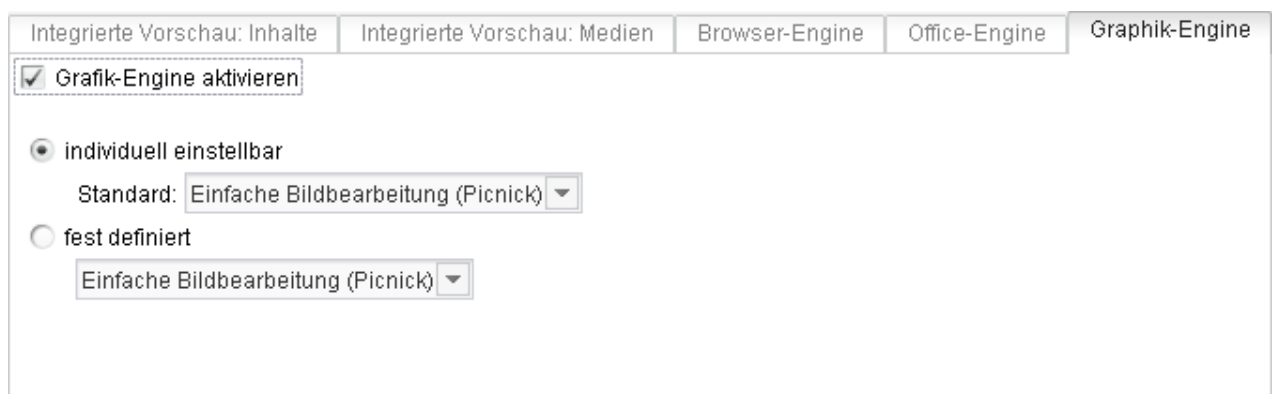 Integrierte Vorschau: Inhalte Integrierte Vorschau: Medien Browser-Engine Office-Engine Graphik-Engine
Grafik-Engine aktivieren
individuell einstellbar
Standard: Einfache Bildbearbeitung (Picnick)
fest definiert
Einfache Bildbearbeitung (Picnick)